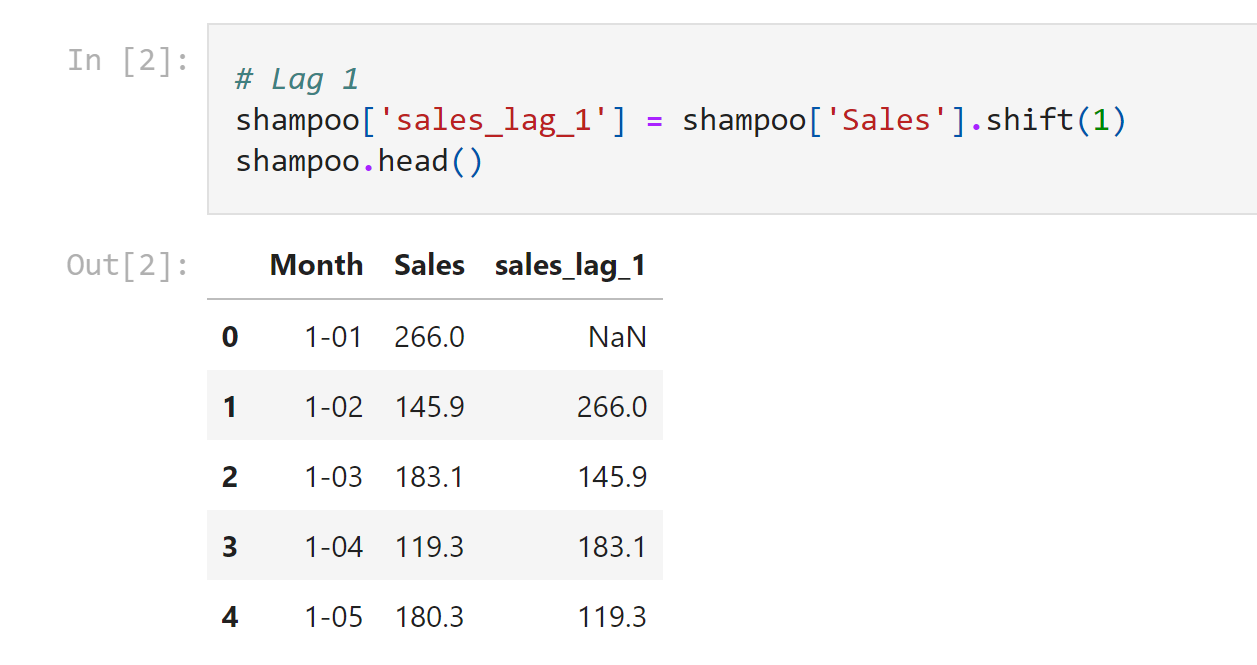 In [2]:
# Lag 1
shampoo['sales_lag_1'] = shampoo['Sales'].shift(1)
shampoo.head()
Out[2]:
Month Sales sales_lag_1
0 1-01 266.0 NaN
1 1-02 145.9 266.0
2 1-03 183.1 145.9
3 1-04 119.3 183.1
4 1-05 180.3 119.3